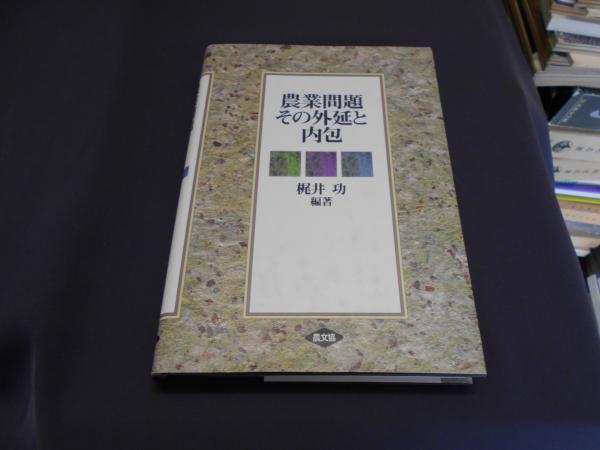 農業問題
その外延と
内包
梶井 功
編著
農文協